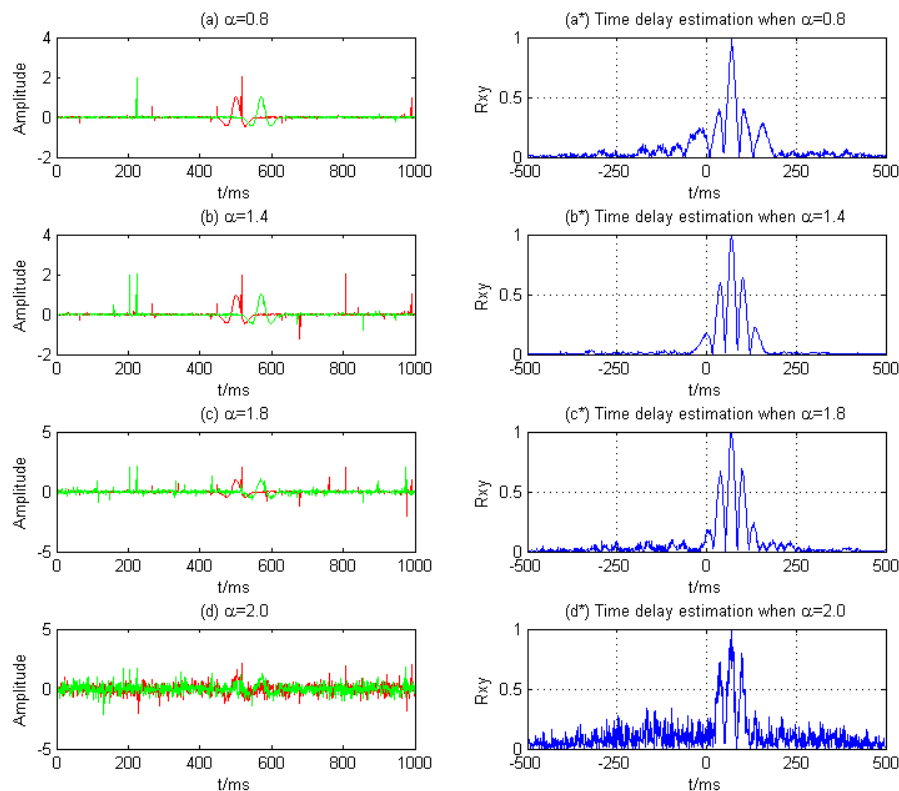 (a) α=0.8
4
2
0
-2
Amplitude
0 200 400 600 800 1000
t/ms
(a*) Time delay estimation when α=0.8
1
0.5
0
Rxy
-500 -250 0 250 500
t/ms
(b) α=1.4
4
2
0
-2
Amplitude
0 200 400 600 800 1000
t/ms
(b*) Time delay estimation when α=1.4
1
0.5
0
Rxy
-500 -250 0 250 500
t/ms
(c) α=1.8
5
0
-5
Amplitude
0 200 400 600 800 1000
t/ms
(c*) Time delay estimation when α=1.8
1
0.5
0
Rxy
-500 -250 0 250 500
t/ms
(d) α=2.0
5
0
-5
Amplitude
0 200 400 600 800 1000
t/ms
(d*) Time delay estimation when α=2.0
1
0.5
0
Rxy
-500 -250 0 250 500
t/ms